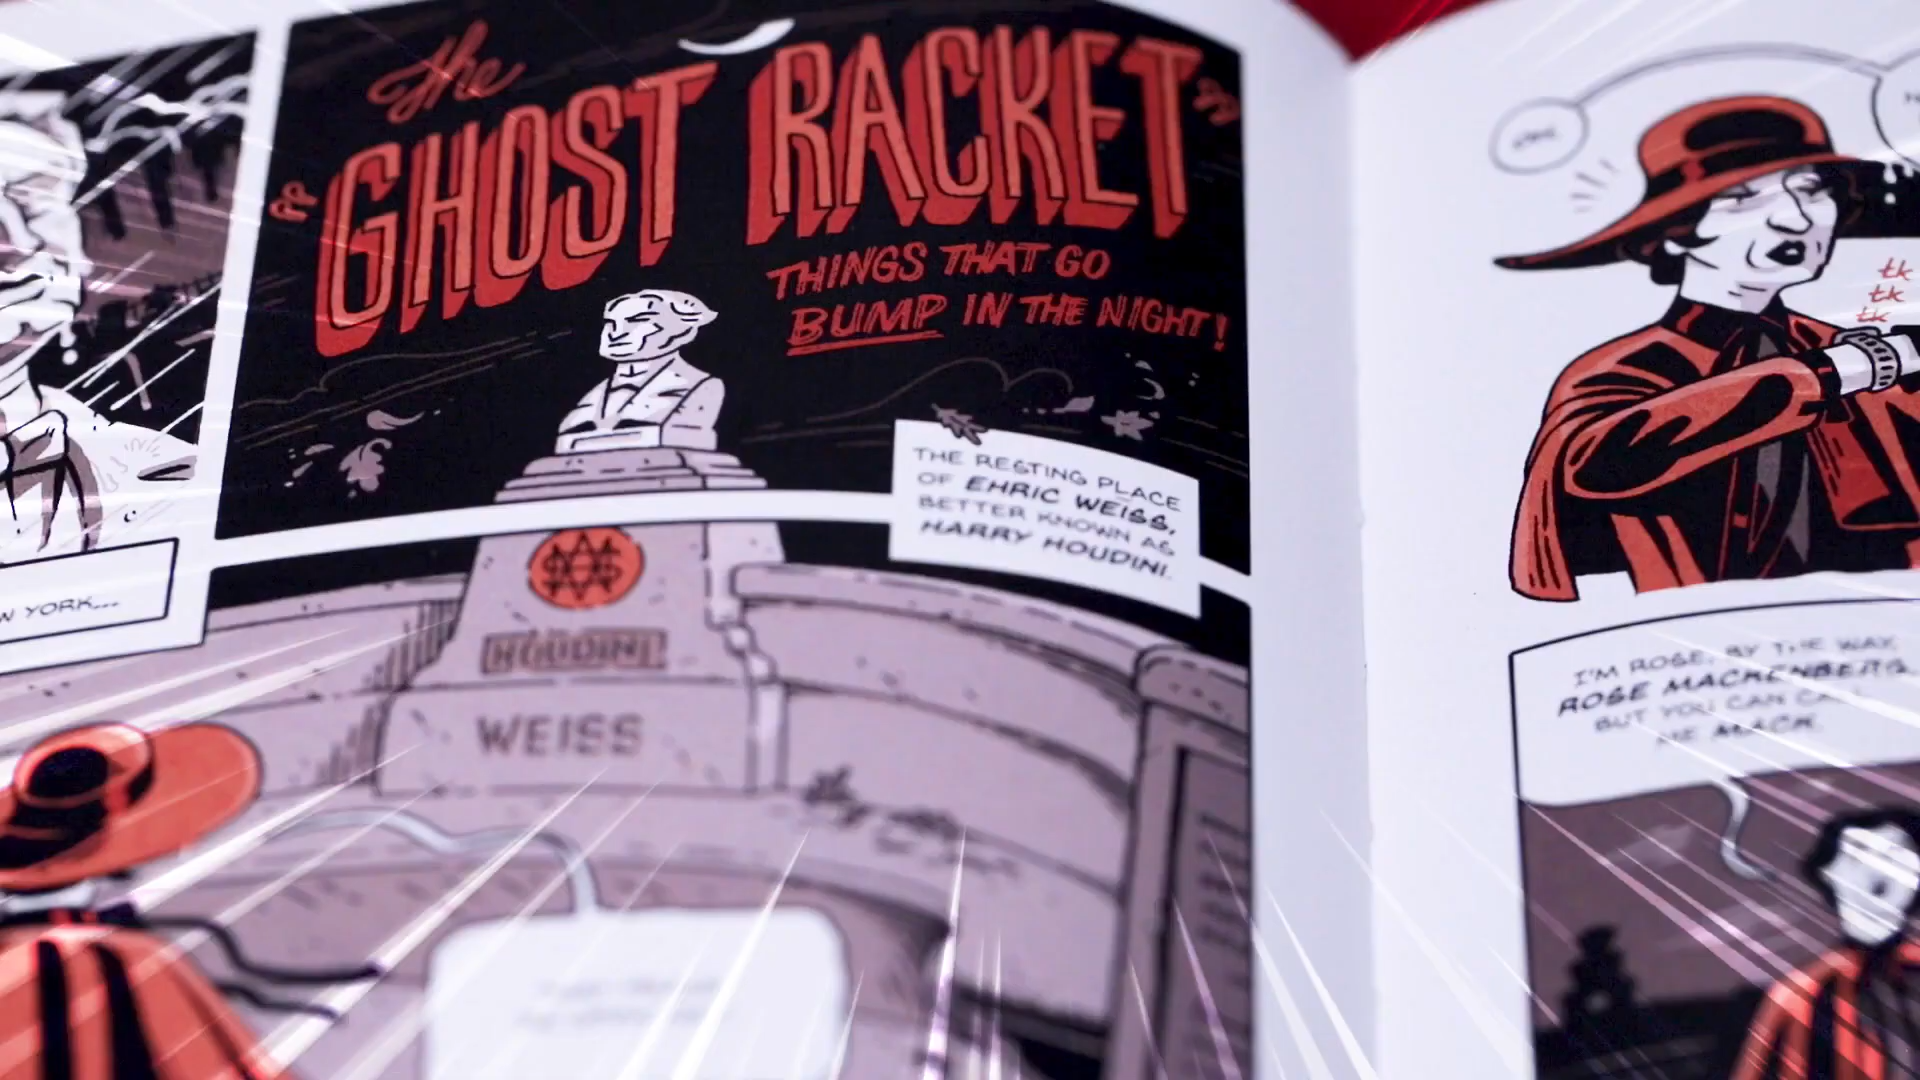 The
GHOST RACKET
THINGS THAT GO
BUMP IN THE NIGHT!
THE RESTING PLACE
OF EHRIC WEISS,
BETTER KNOWN AS
HARRY HOUDINI.
W YORK...
HOUDINI
WEISS
tk
tk
tk
I'M ROSE, BY THE WAY.
ROSE MACKENBERG.
BUT YOU CAN CALL
ME MACK.